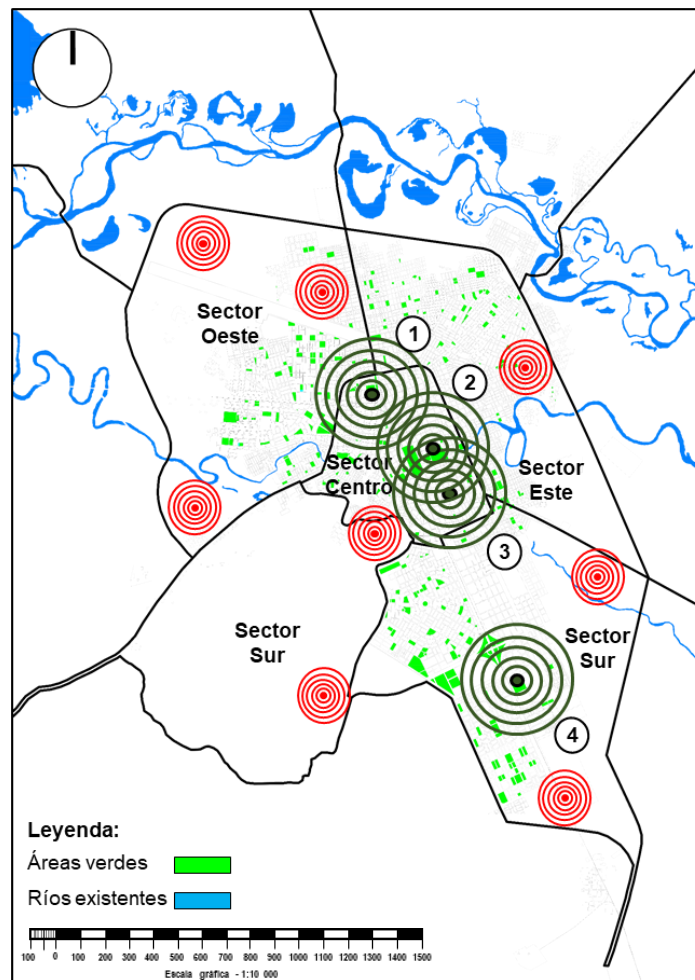 Sector
Oeste
1
2
Sector
Centro
Sector
Este
3
Sector
Sur
Sector
Sur
4
Leyenda:
Áreas verdes
Ríos existentes
100 0 100 200 300 400 500 600 700 800 900 1000 1100 1200 1300 1400 1500
Escala gráfica - 1:10 000